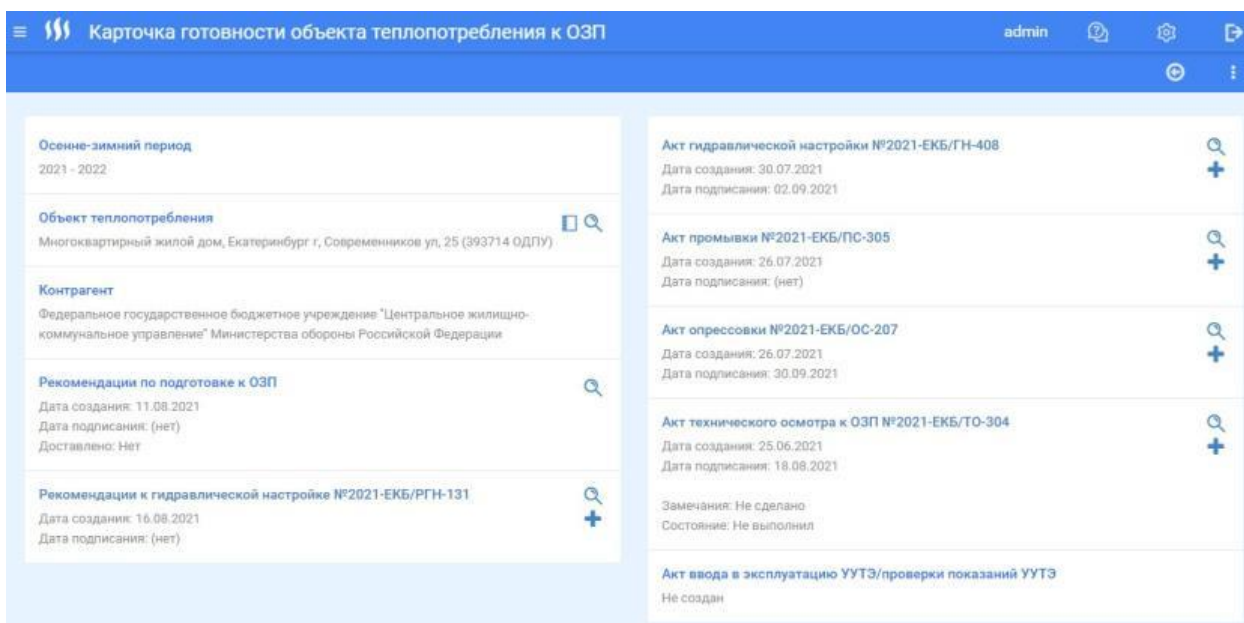 Карточка готовности объекта теплопотребления к ОЗП
admin
Осенне-зимний период
2021 - 2022
Объект теплопотребления
Многоквартирный жилой дом, Екатеринбург г, Современников ул, 25 (393714 ОДПУ)
Контрагент
Федеральное государственное бюджетное учреждение "Центральное жилищно-
коммунальное управление" Министерства обороны Российской Федерации
Рекомендации по подготовке к ОЗП
Дата создания: 11.08.2021
Дата подписания: (нет)
Доставлено: Нет
Рекомендации к гидравлической настройке №2021-ЕКБ/РГН-131
Дата создания: 16.08.2021
Дата подписания: (нет)
Акт гидравлической настройки №2021-ЕКБ/ГН-408
Дата создания: 30.07.2021
Дата подписания: 02.09.2021
Акт промывки №2021-ЕКБ/ПС-305
Дата создания: 26.07.2021
Дата подписания: (нет)
Акт опрессовки №2021-ЕКБ/ОС-207
Дата создания: 26.07.2021
Дата подписания: 30.09.2021
Акт технического осмотра к ОЗП №2021-ЕКБ/ТО-304
Дата создания: 25.06.2021
Дата подписания: 18.08.2021
Замечания: Не сделано
Состояние: Не выполнил
Акт ввода в эксплуатацию УУТЭ/проверки показаний УУТЭ
Не создан